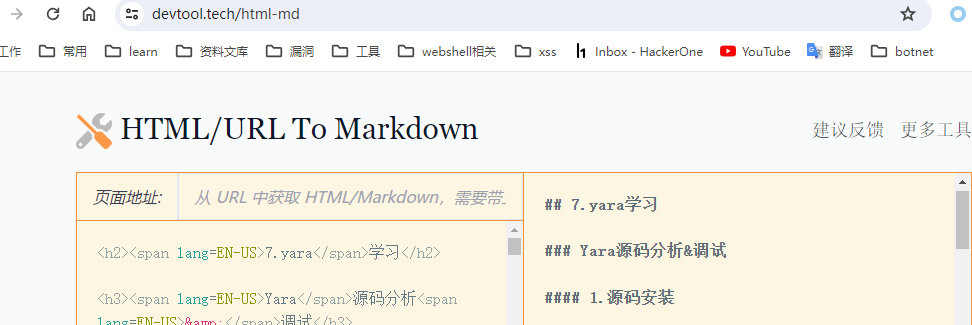 devtool.tech/html-md
工作 常用 learn 资料文库 漏洞 工具 webshell相关 xss Inbox - HackerOne YouTube 翻译 botnet
HTML/URL To Markdown
建议反馈 更多工具
页面地址: 从 URL 中获取 HTML/Markdown，需要带
<h2><span lang=EN-US>7.yara</span>学习</h2>
<h3><span lang=EN-US>Yara</span>源码分析<span
lang=EN-US>&amp;</span>调试</h3>
## 7.yara学习
### Yara源码分析&调试
#### 1.源码安装